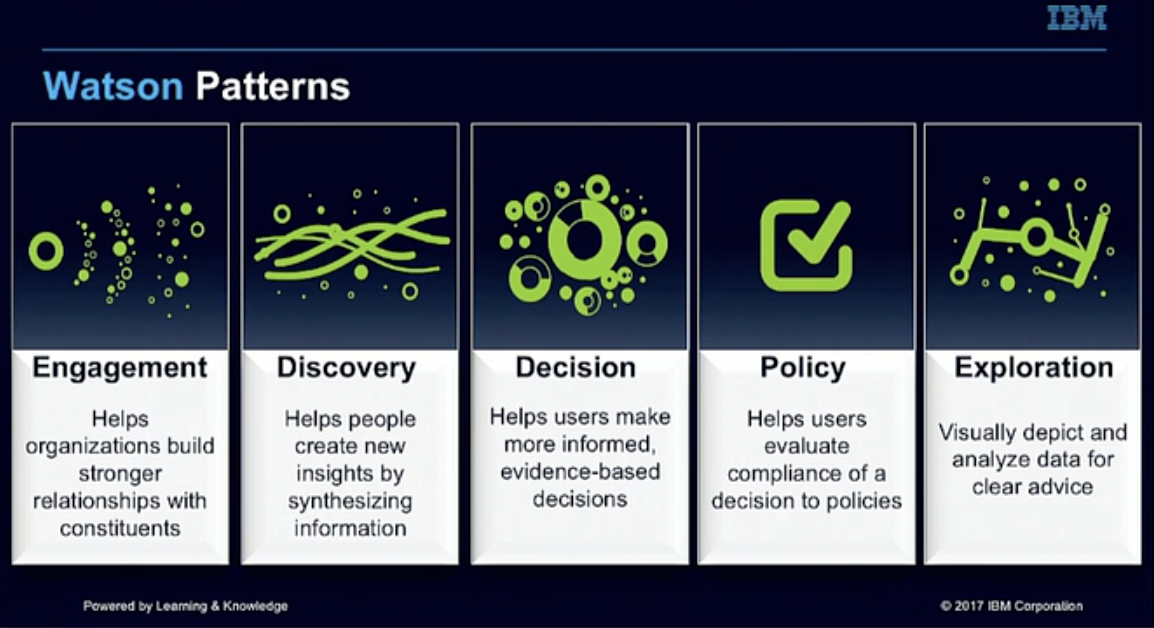 IBM
Watson Patterns
Engagement
Helps
organizations build
stronger
relationships with
constituents
Discovery
Helps people
create new
insights by
synthesizing
information
Decision
Helps users make
more informed,
evidence-based
decisions
Policy
Helps users
evaluate
compliance of a
decision to policies
Exploration
Visually depict and
analyze data for
clear advice
Powered by Learning & Knowledge
© 2017 IBM Corporation